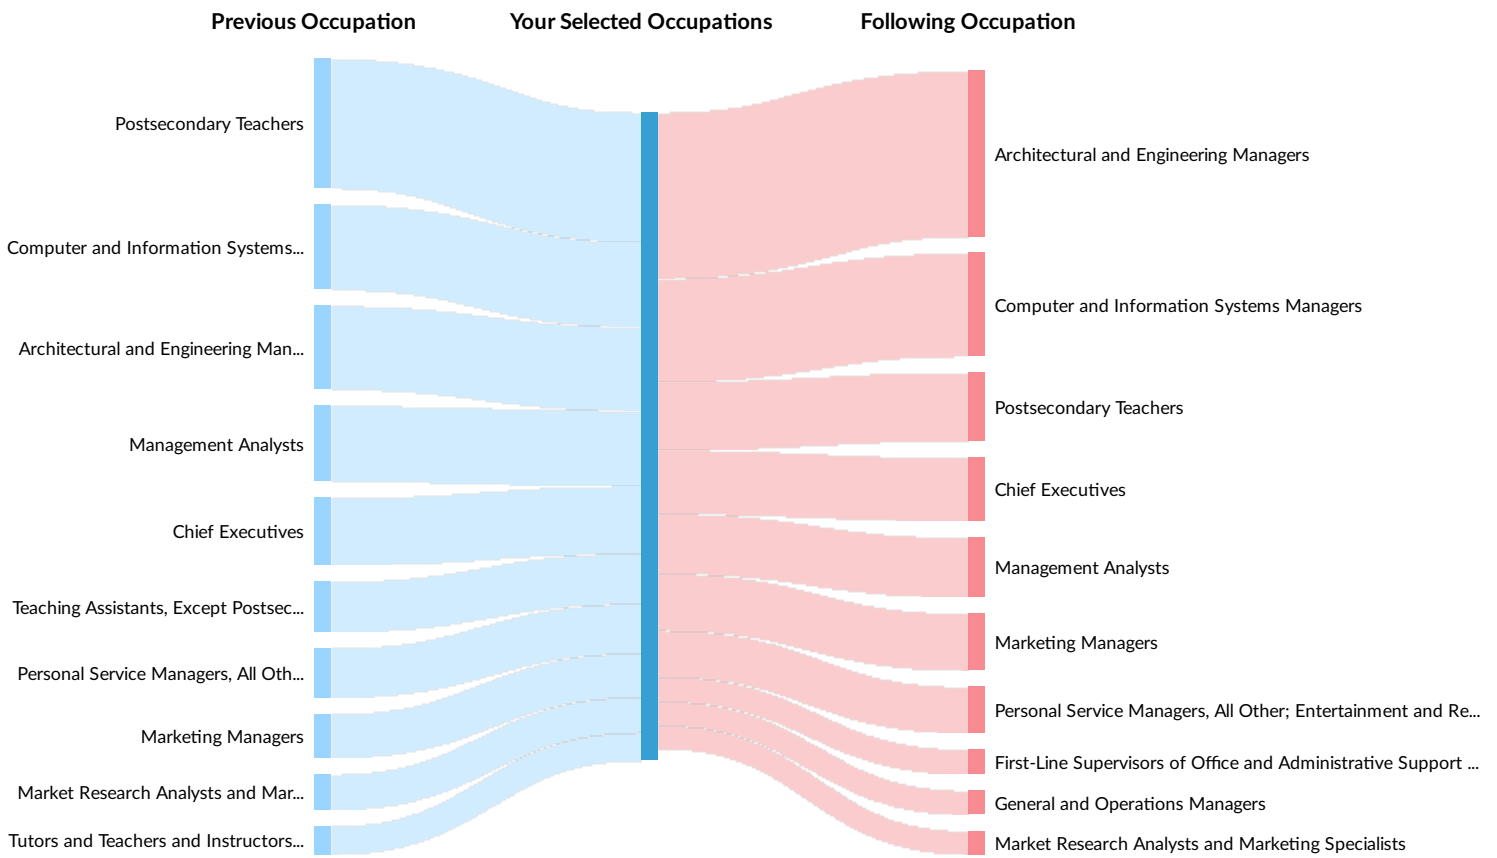 Previous Occupation
Your Selected Occupations
Following Occupation
Postsecondary Teachers
Computer and Information Systems...
Architectural and Engineering Man...
Management Analysts
Chief Executives
Teaching Assistants, Except Postsec...
Personal Service Managers, All Oth...
Marketing Managers
Market Research Analysts and Mar...
Tutors and Teachers and Instructors...
Architectural and Engineering Managers
Computer and Information Systems Managers
Postsecondary Teachers
Chief Executives
Management Analysts
Marketing Managers
Personal Service Managers, All Other; Entertainment and Re...
First-Line Supervisors of Office and Administrative Support ...
General and Operations Managers
Market Research Analysts and Marketing Specialists